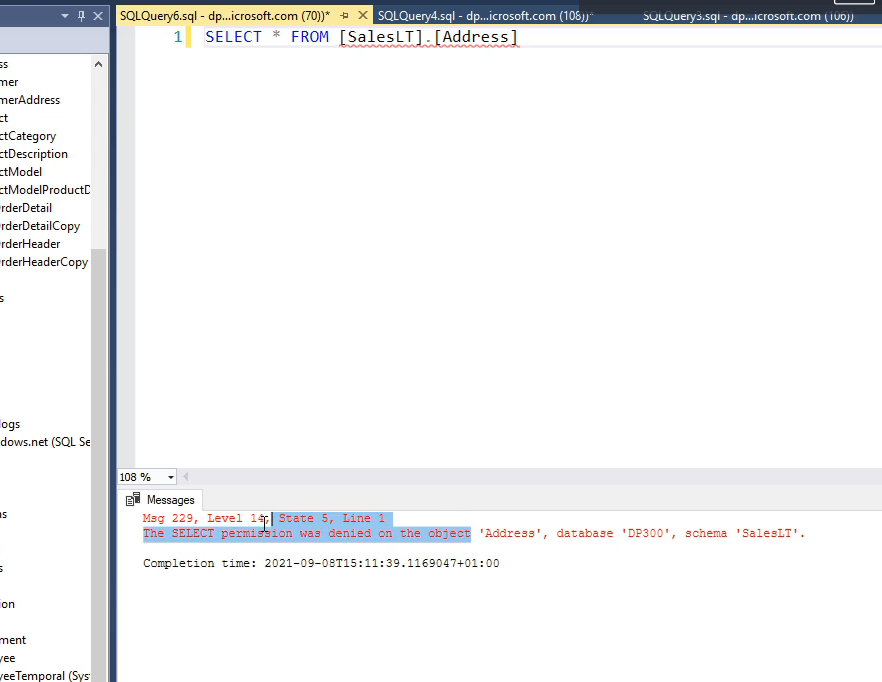 SQLQuery6.sql - dp...icrosoft.com (70))*
SQLQuery4.sql - dp...icrosoft.com (108))*
SQLQuery3.sql - dp...icrosoft.com (106))
1 SELECT * FROM [SalesLT].[Address]
ss
mer
merAddress
ct
ctCategory
ctDescription
ctModel
ctModelProductD
rderDetail
rderDetailCopy
rderHeader
rderHeaderCopy
s
logs
dows.net (SQL Se
ns
s
ion
ment
yee
yeeTemporal (Sys
108 %
Messages
Msg 229, Level 14, State 5, Line 1
The SELECT permission was denied on the object 'Address', database 'DP300', schema 'SalesLT'.
Completion time: 2021-09-08T15:11:39.1169047+01:00